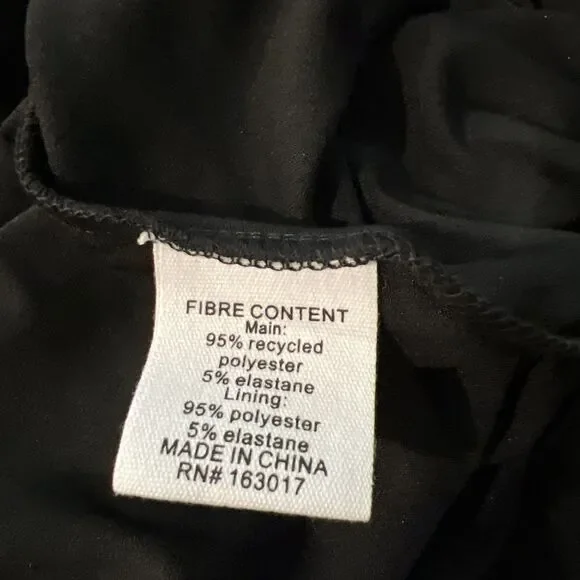 FIBRE CONTENT
Main:
95% recycled
polyester
5% elastane
Lining:
95% polyester
5% elastane
MADE IN CHINA
RN# 163017